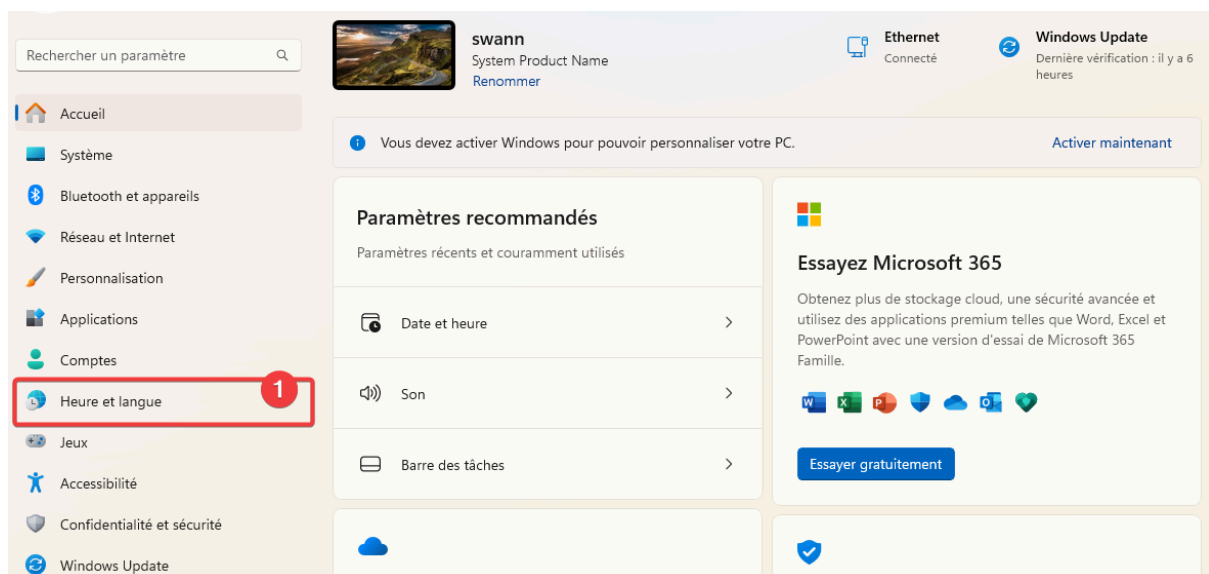 Rechercher un paramètre
Accueil
Système
Bluetooth et appareils
Réseau et Internet
Personnalisation
Applications
Comptes
Heure et langue
1
Jeux
Accessibilité
Confidentialité et sécurité
Windows Update
swann
System Product Name
Renommer
Ethernet
Connecté
Windows Update
Dernière vérification : il y a 6
heures
Vous devez activer Windows pour pouvoir personnaliser votre PC.
Activer maintenant
Paramètres recommandés
Paramètres récents et couramment utilisés
Date et heure
Son
Barre des tâches
Essayez Microsoft 365
Obtenez plus de stockage cloud, une sécurité avancée et
utilisez des applications premium telles que Word, Excel et
PowerPoint avec une version d'essai de Microsoft 365
Famille.
Essayer gratuitement